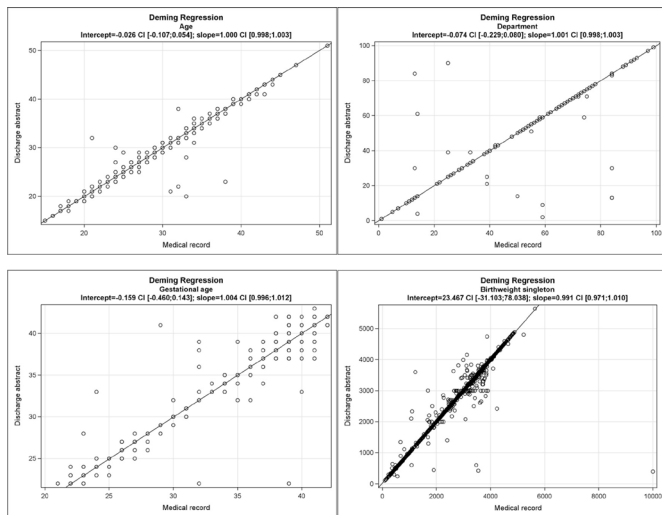 Deming Regression
Age
Intercept=-0.026 CI [-0.107;0.054]; slope=1.000 CI [0.998;1.003]
50
40
30
20
Discharge abstract
20
30
40
50
Medical record
Deming Regression
Department
Intercept=-0.074 CI [-0.229;0.080]; slope=1.001 CI [0.998;1.003]
100
80
60
40
20
0
Discharge abstract
0
20
40
60
80
100
Medical record
Deming Regression
Gestational age
Intercept=-0.159 CI [-0.460;0.143]; slope=1.004 CI [0.996;1.012]
40
35
30
25
Discharge abstract
20
25
30
35
40
Medical record
Deming Regression
Birthweight singleton
Intercept=23.467 CI [-31.103;78.038]; slope=0.991 CI [0.971;1.010]
5000
4000
3000
2000
1000
0
Discharge abstract
0
2000
4000
6000
8000
10000
Medical record